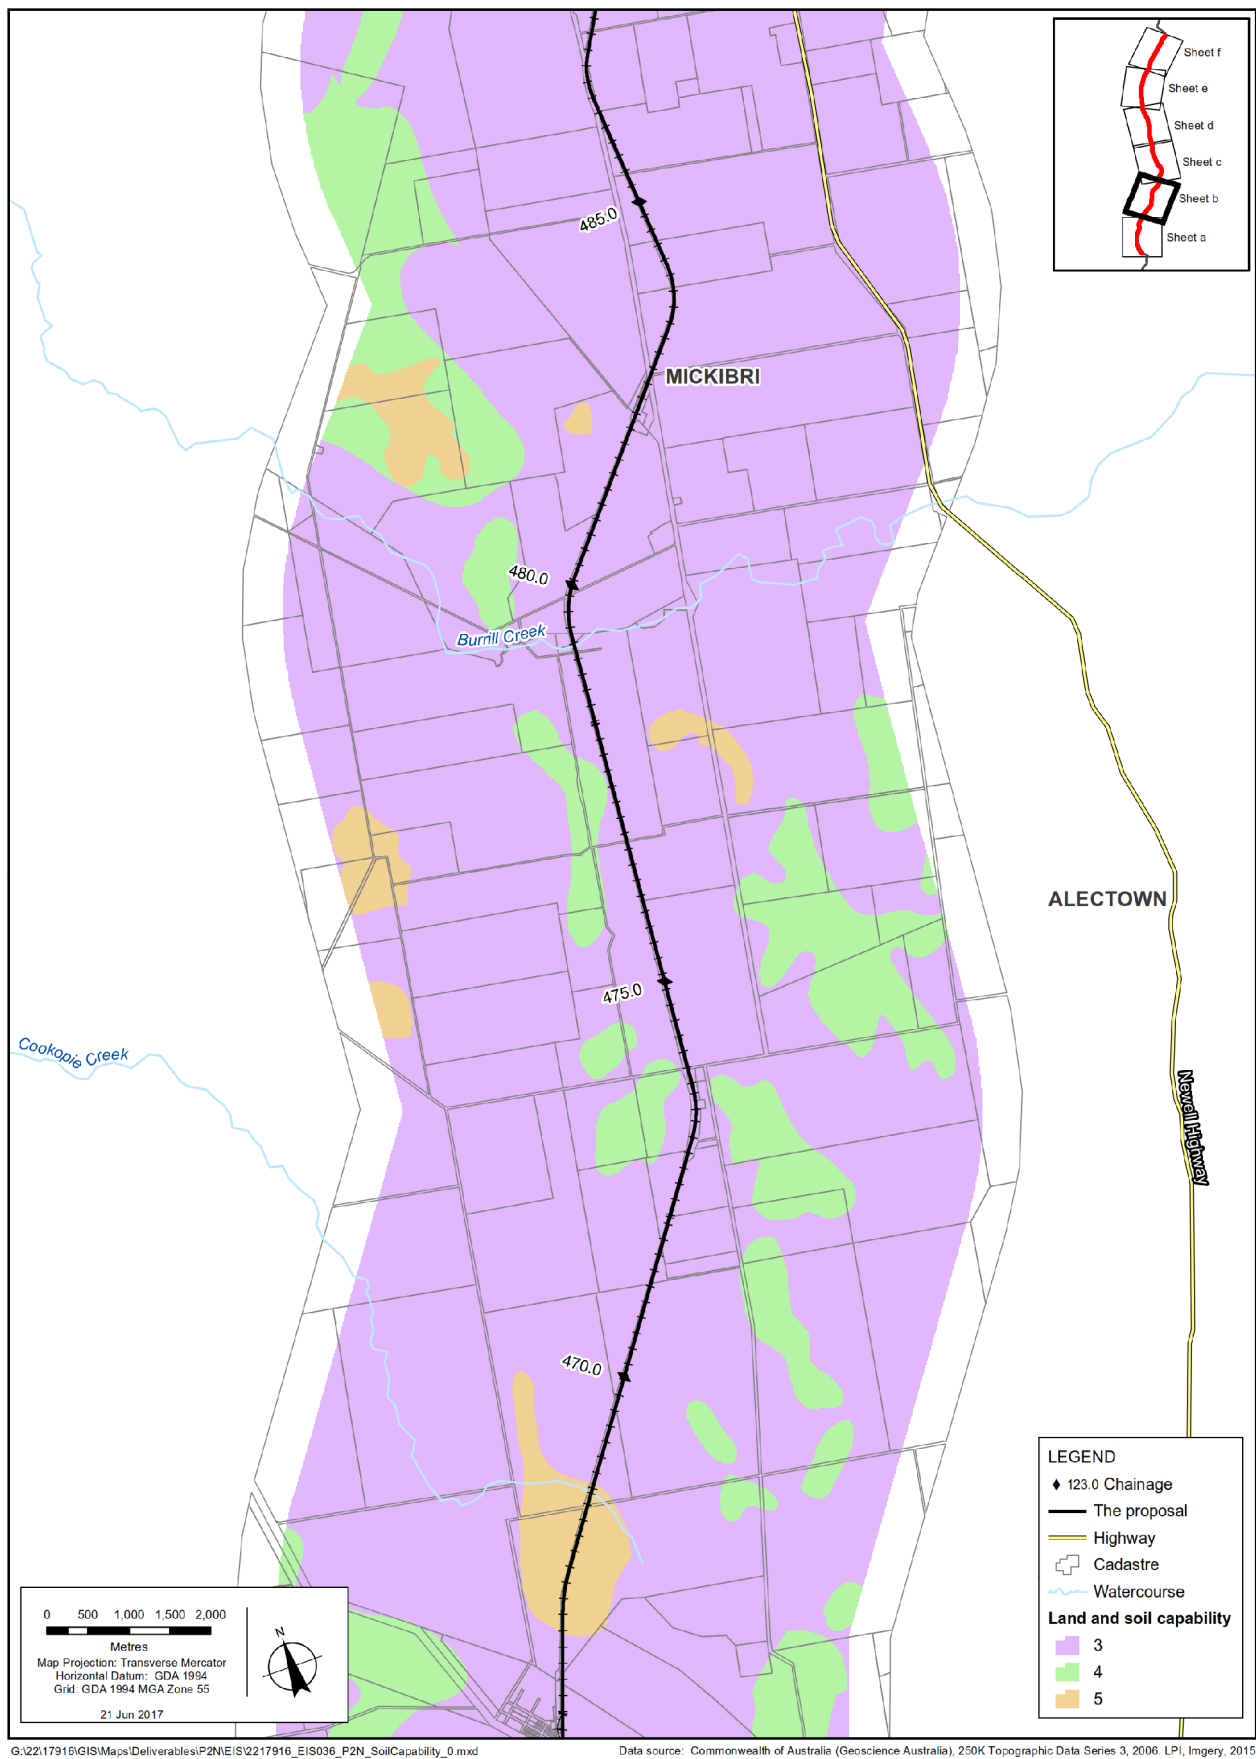 Sheet f
Sheet e
Sheet d
Sheet c
Sheet b
Sheet a
485.0
MICKIBRI
480.0
Burrill Creek
ALECTOWN
475.0
Cookopie Creek
Newell Highway
470.0
LEGEND
123.0 Chainage
The proposal
Highway
Cadastre
Watercourse
Land and soil capability
3
4
5
0 500 1,000 1,500 2,000
Metres
Map Projection: Transverse Mercator
Horizontal Datum: GDA 1994
Grid: GDA 1994 MGA Zone 55
21 Jun 2017
N
G:\22\17916\GIS\Maps\Deliverables\P2N\EIS\2217916_EIS036_P2N_SoilCapability_0.mxd
Data source: Commonwealth of Australia (Geoscience Australia), 250K Topographic Data Series 3, 2006. LPI, Imgery, 2015